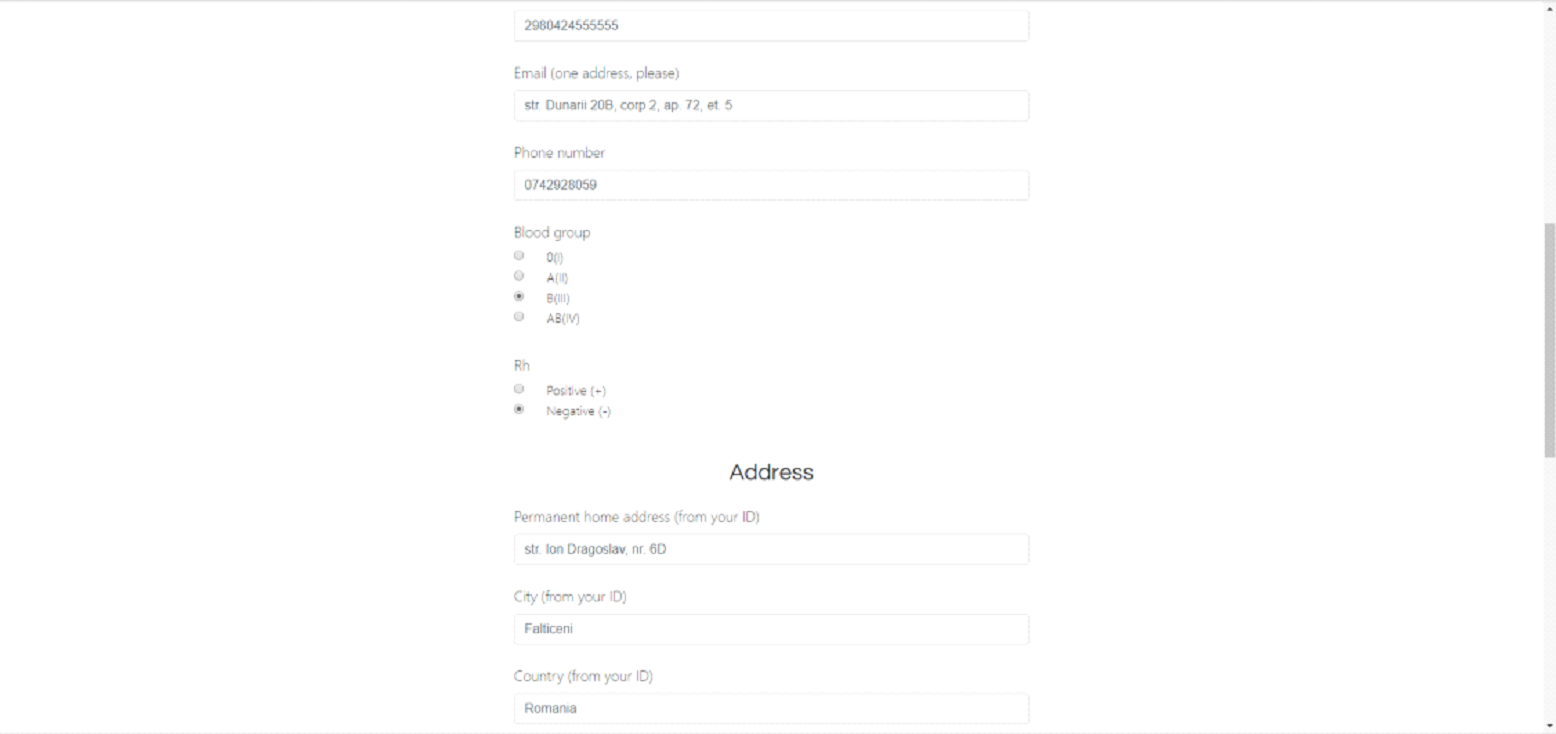 2980424555555
Email (one address, please)
str. Dunarii 20B, corp 2, ap. 72, et. 5
Phone number
0742928059
Blood group
0(I)
A(II)
B(III)
AB(IV)
Rh
Positive (+)
Negative (-)
Address
Permanent home address (from your ID)
str. Ion Dragoslav, nr. 6D
City (from your ID)
Falticeni
Country (from your ID)
Romania